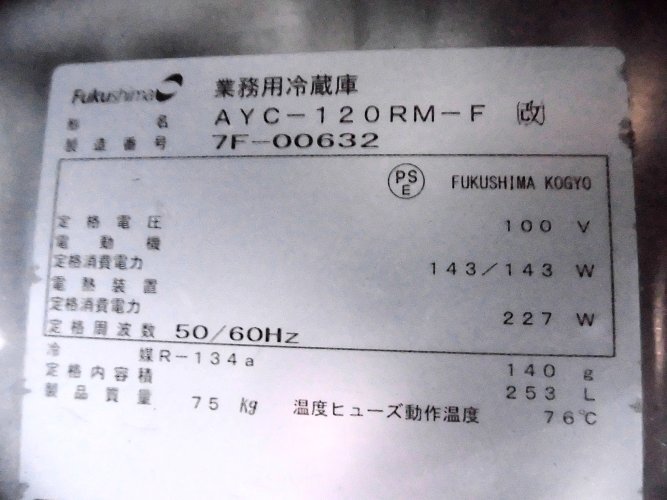 Fukushima
業務用冷蔵庫
形 名 AYC-120RM-F 改
製造番号 7F-00632
PSE FUKUSHIMA KOGYO
定格電圧 100 V
電動機
定格消費電力 143/143 W
電熱装置
定格消費電力 227 W
定格周波数 50/60Hz
冷 媒 R-134a 140 g
定格内容積 253 L
製品質量 75 kg 温度ヒューズ動作温度 76℃